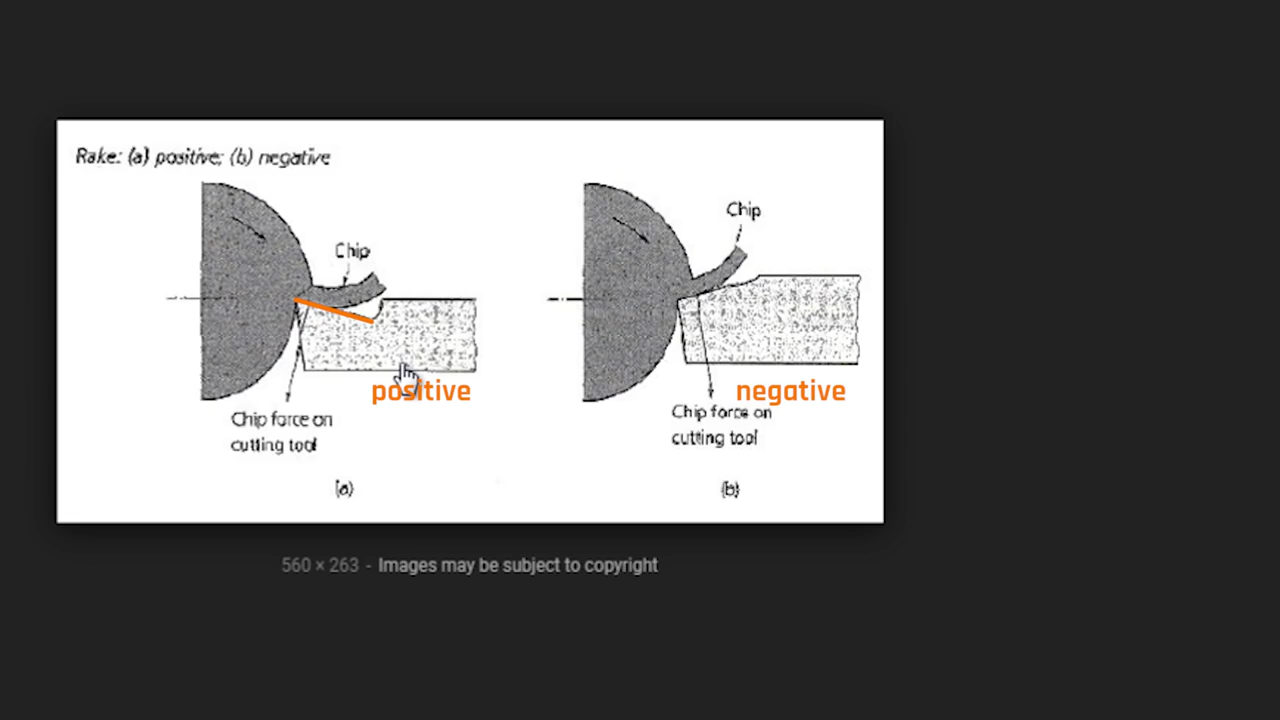 Rake: (a) positive; (b) negative
Chip
Chip
positive
negative
Chip force on
cutting tool
Chip force on
cutting tool
(a)
(b)
560 × 263 - Images may be subject to copyright